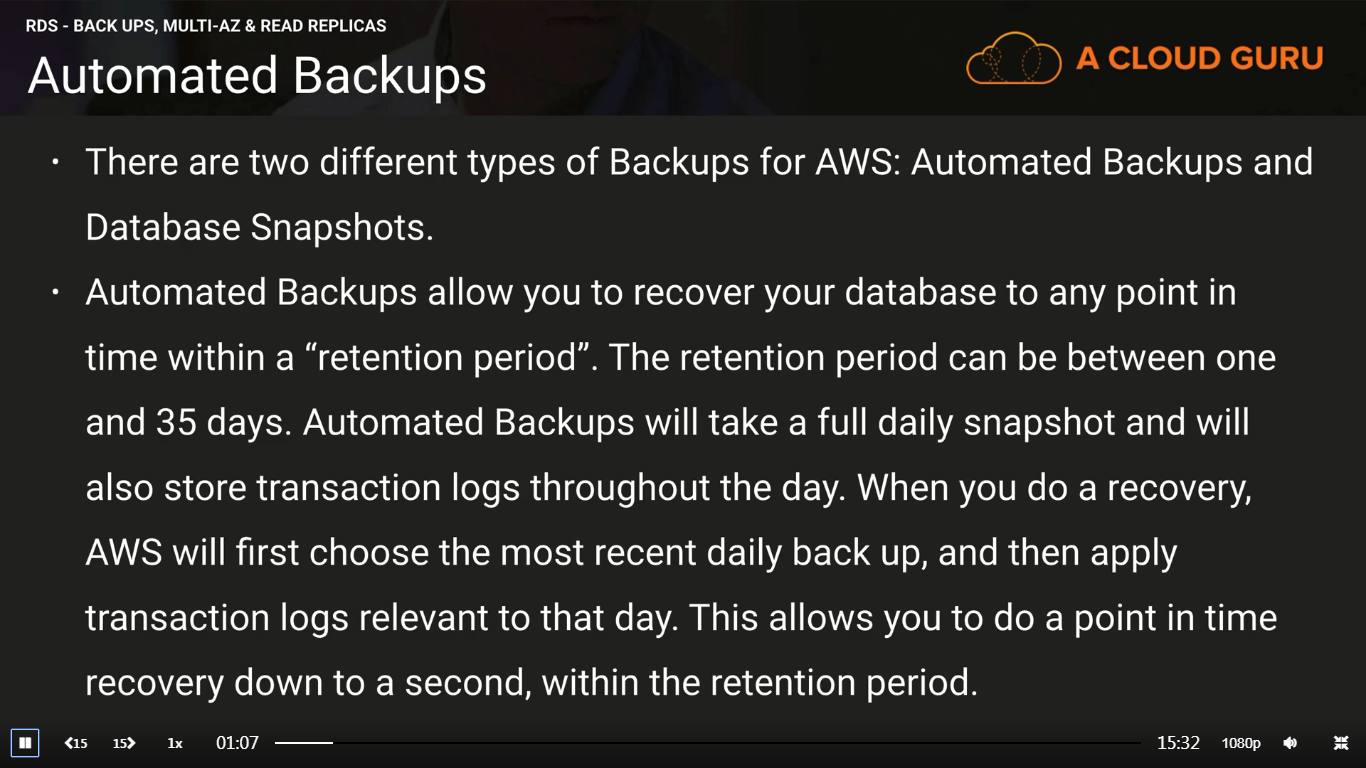 RDS - BACK UPS, MULTI-AZ & READ REPLICAS
Automated Backups
A CLOUD GURU
• There are two different types of Backups for AWS: Automated Backups and
Database Snapshots.
• Automated Backups allow you to recover your database to any point in
time within a “retention period”. The retention period can be between one
and 35 days. Automated Backups will take a full daily snapshot and will
also store transaction logs throughout the day. When you do a recovery,
AWS will first choose the most recent daily back up, and then apply
transaction logs relevant to that day. This allows you to do a point in time
recovery down to a second, within the retention period.
15 15 1x 01:07 15:32 1080p